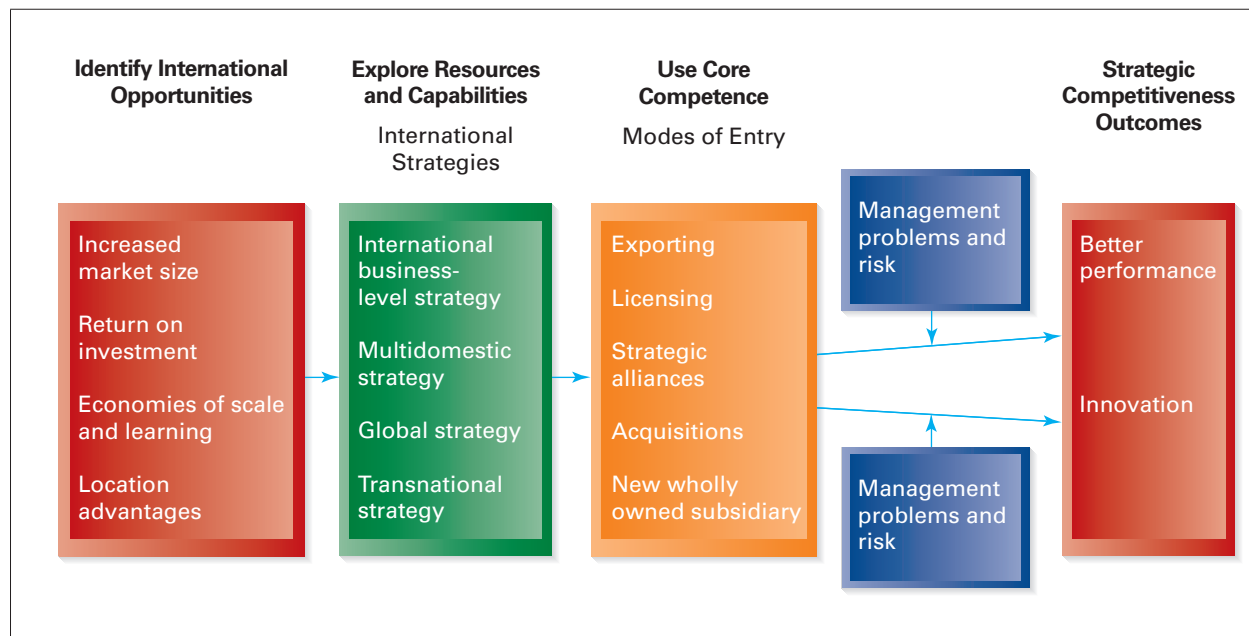 Identify International
Opportunities
Explore Resources
and Capabilities
International
Strategies
Use Core
Competence
Modes of Entry
Strategic
Competitiveness
Outcomes
Increased
market size
Return on
investment
Economies of scale
and learning
Location
advantages
International
business-
level strategy
Multidomestic
strategy
Global strategy
Transnational
strategy
Exporting
Licensing
Strategic
alliances
Acquisitions
New wholly
owned subsidiary
Management
problems and
risk
Management
problems and
risk
Better
performance
Innovation